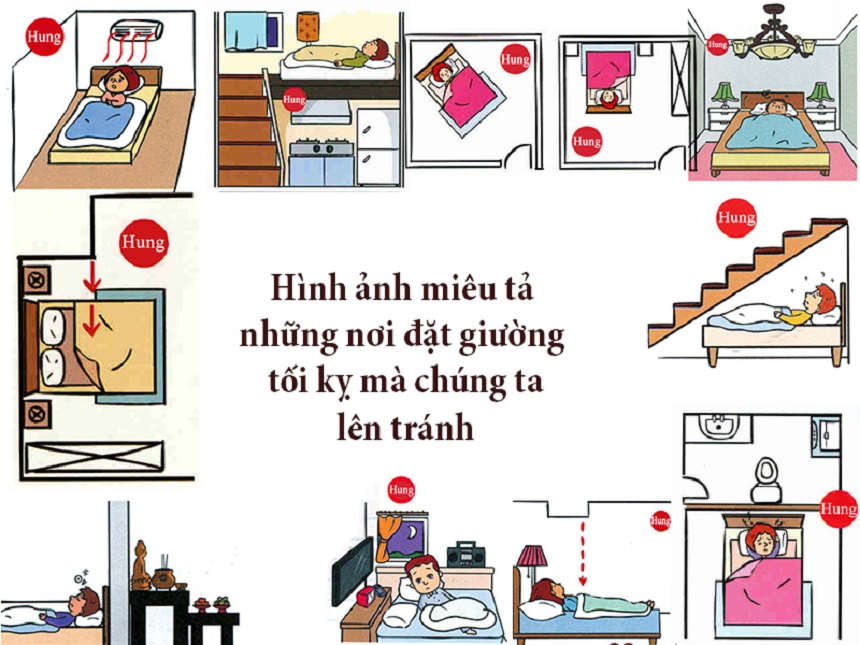 Hung
Hung
Hung
Hung
Hung
Hung
Hung
Hình ảnh miêu tả
những nơi đặt giường
tối kỵ mà chúng ta
lên tránh
Hung
Hung
Hung